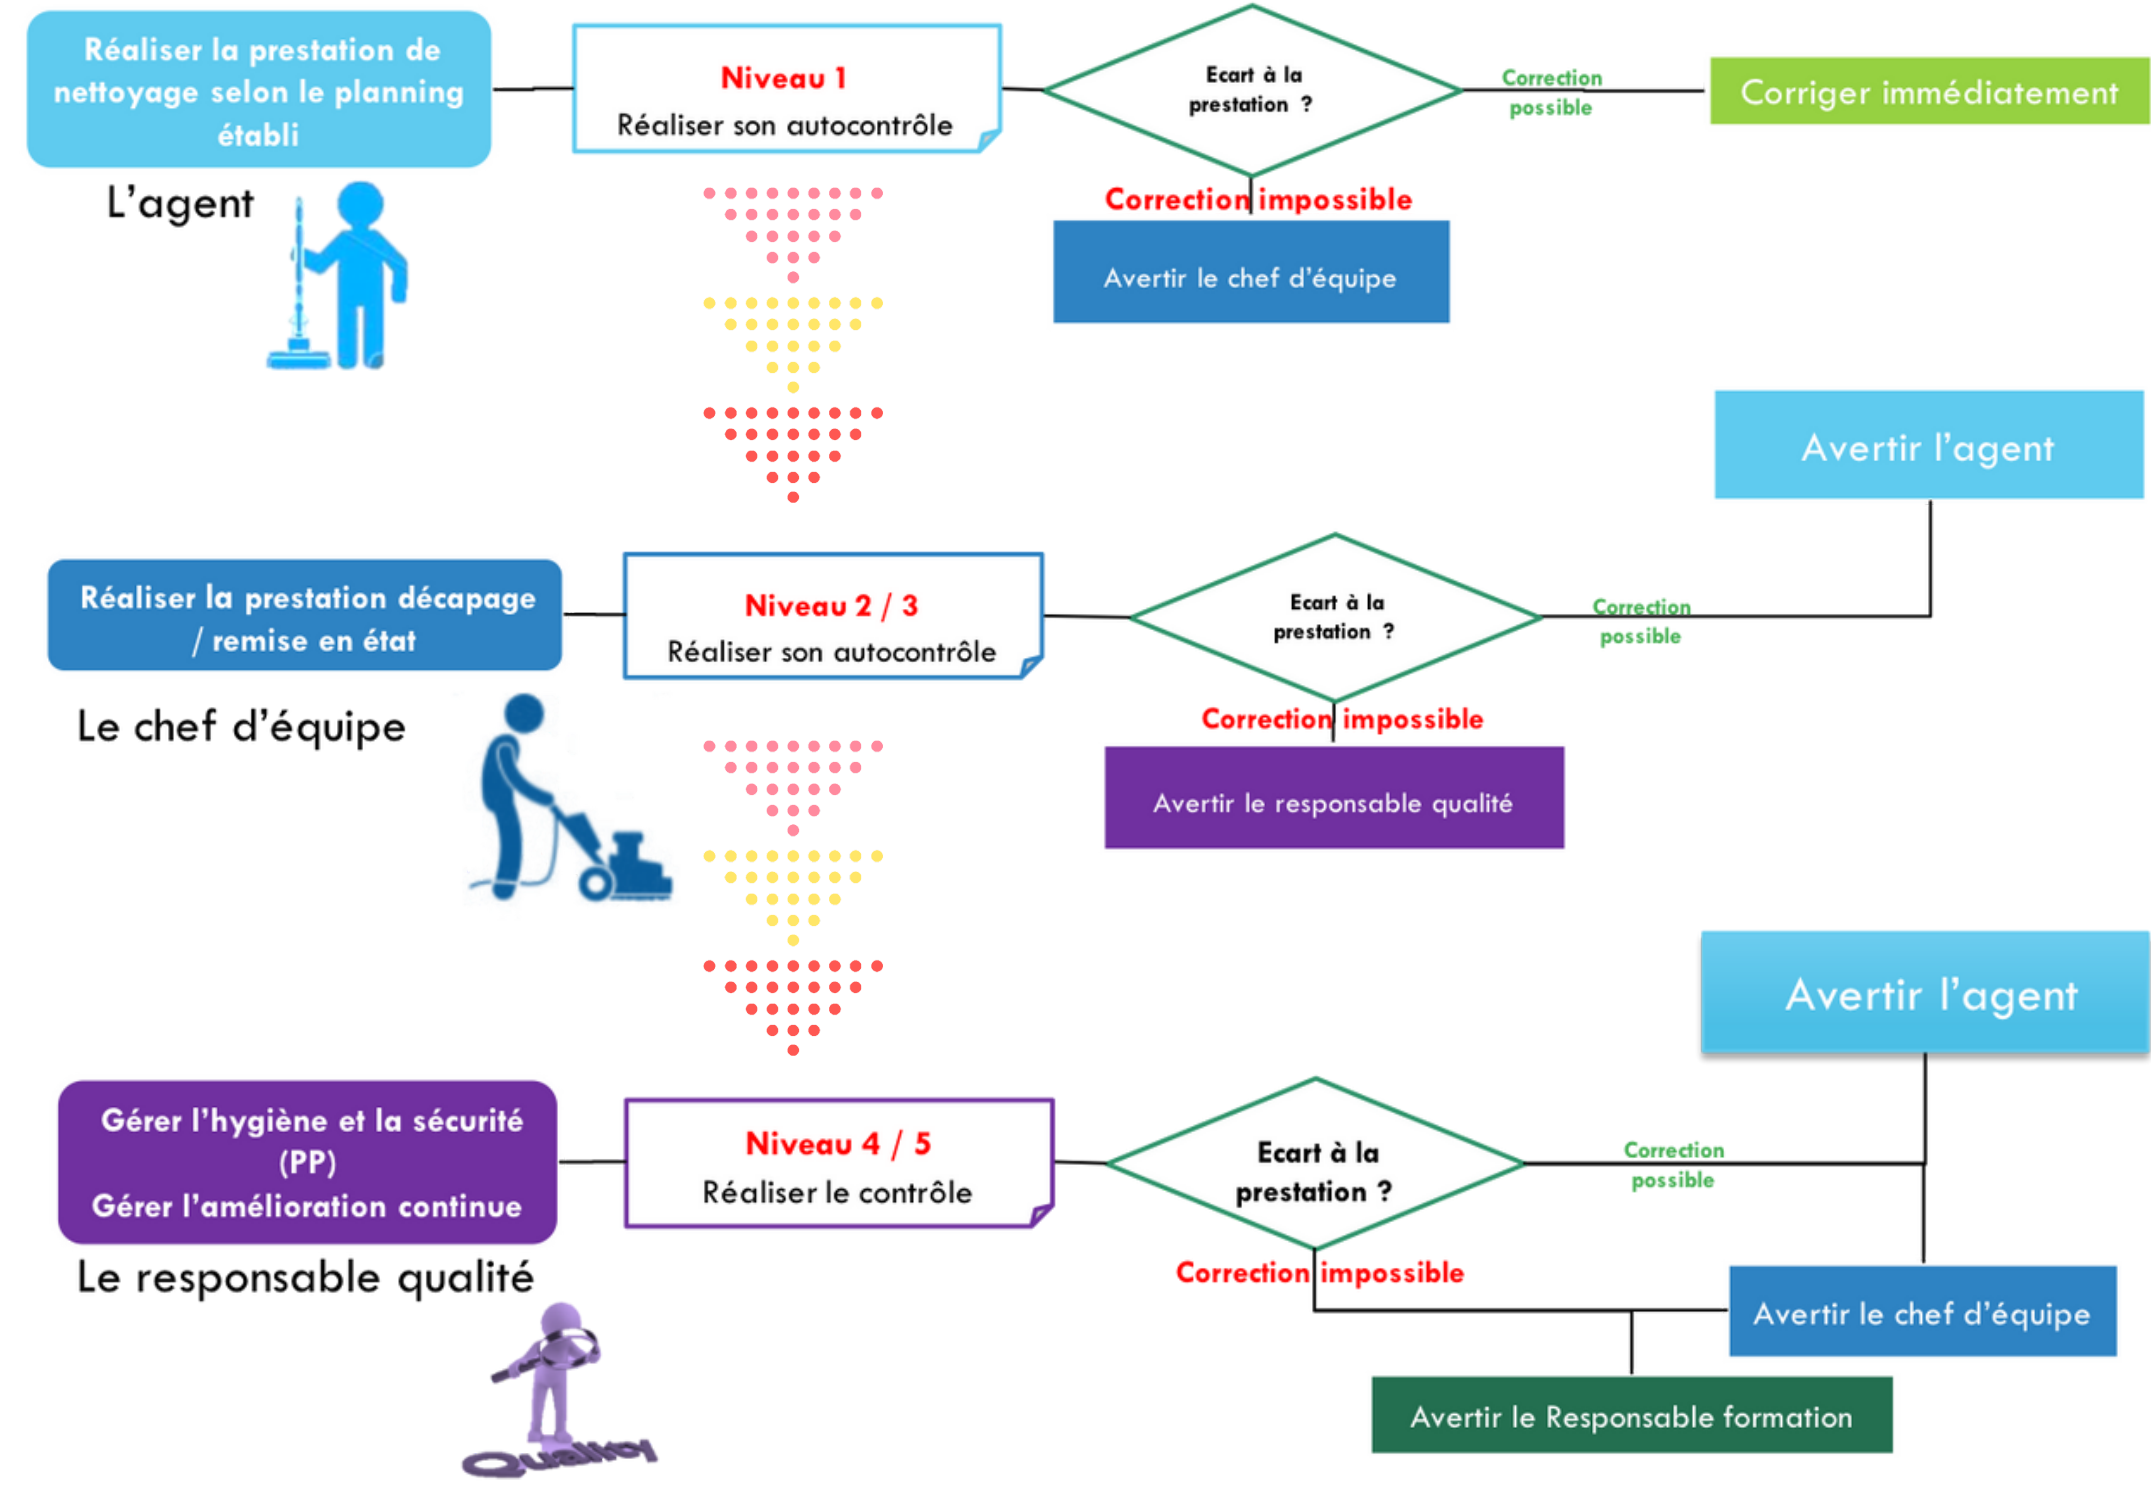 Réaliser la prestation de
nettoyage selon le planning
établi
Niveau 1
Réaliser son autocontrôle
Ecart à la
prestation ?
Correction
possible
Corriger immédiatement
L'agent
Correction impossible
Avertir le chef d'équipe
Avertir l'agent
Réaliser la prestation décapage
/ remise en état
Niveau 2 / 3
Réaliser son autocontrôle
Ecart à la
prestation ?
Correction
possible
Le chef d'équipe
Correction impossible
Avertir le responsable qualité
Avertir l'agent
Gérer l'hygiène et la sécurité
(PP)
Gérer l'amélioration continue
Niveau 4 / 5
Réaliser le contrôle
Ecart à la
prestation ?
Correction
possible
Le responsable qualité
Correction impossible
Avertir le chef d'équipe
Avertir le Responsable formation
Quality